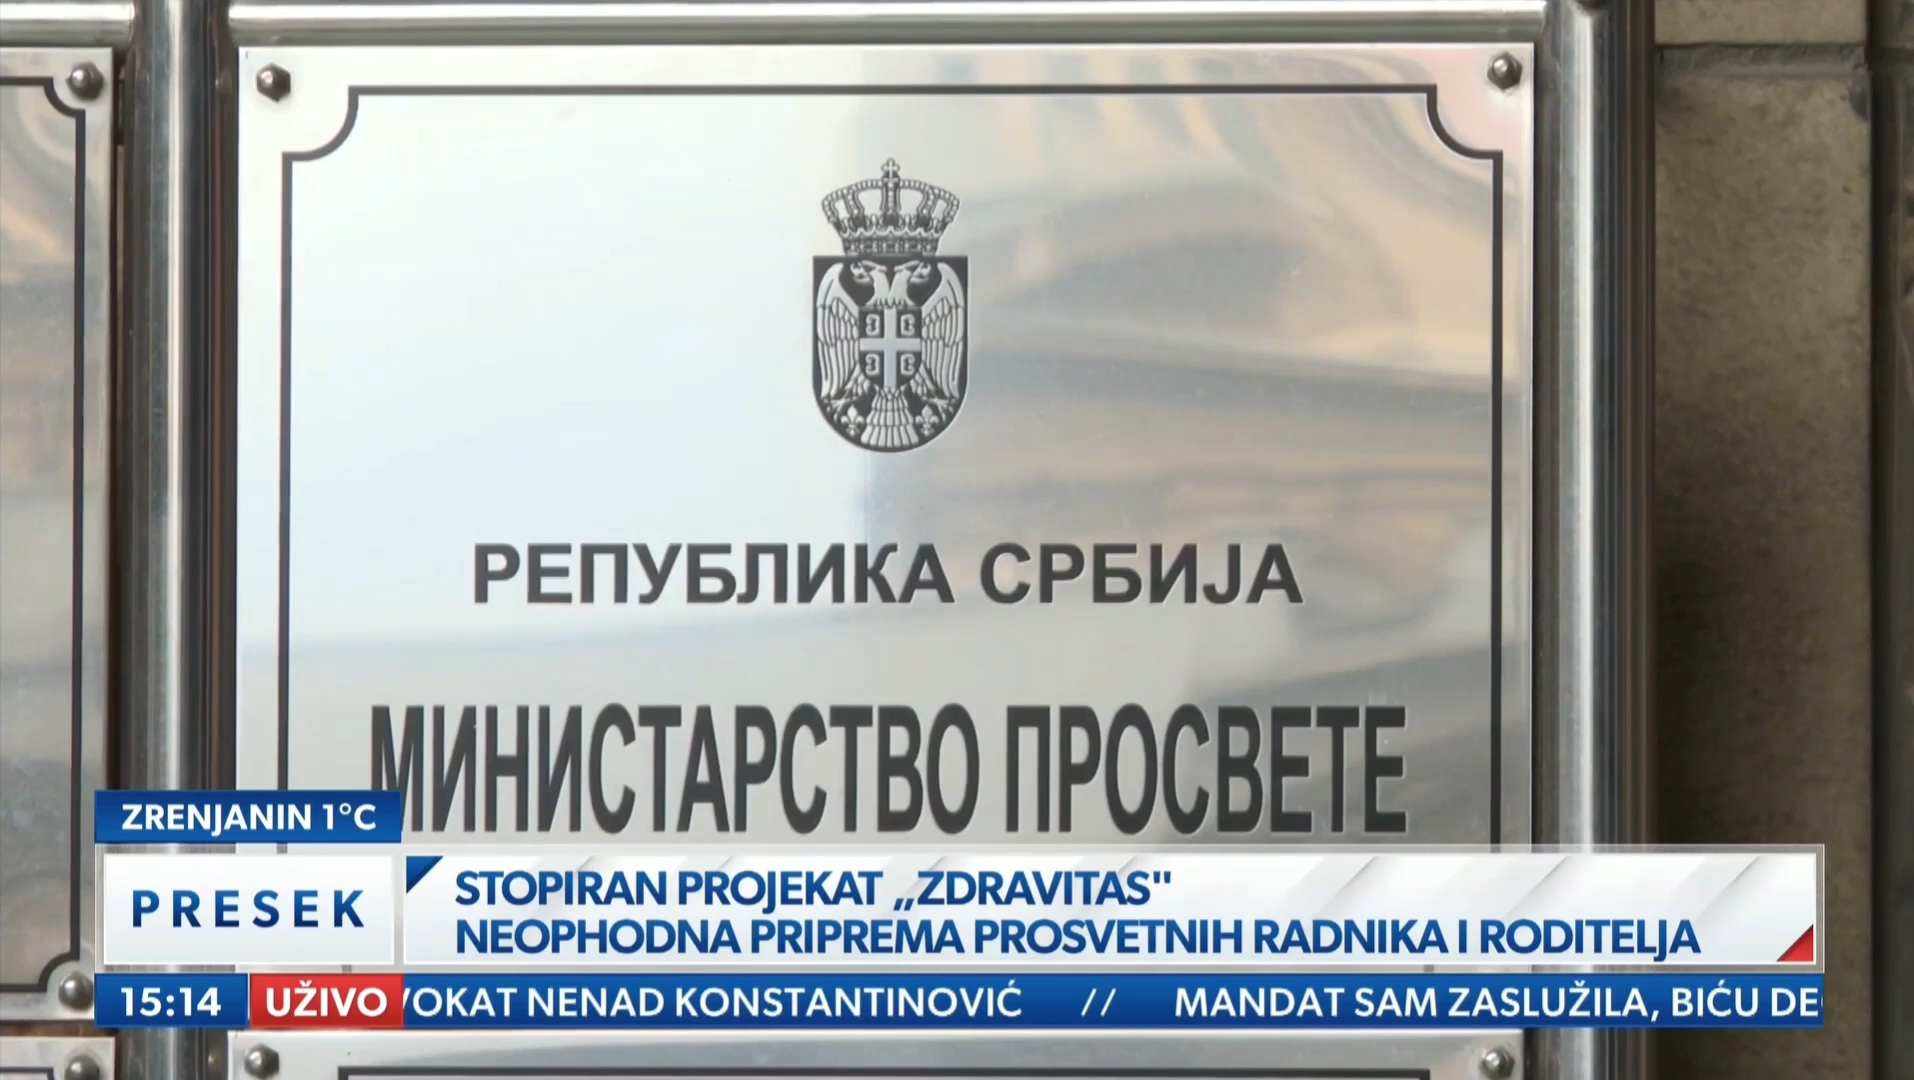 РЕПУБЛИКА СРБИЈА
МИНИСТАРСТВО ПРОСВЕТЕ
ZRENJANIN 1°C
PRESEK
STOPIRAN PROJEKAT „ZDRAVITAS"
NEOPHODNA PRIPREMA PROSVETNIH RADNIKA I RODITELJA
15:14
UŽIVO
NENAD KONSTANTINOVIĆ // MANDAT SAM ZASLUŽILA, BIĆU